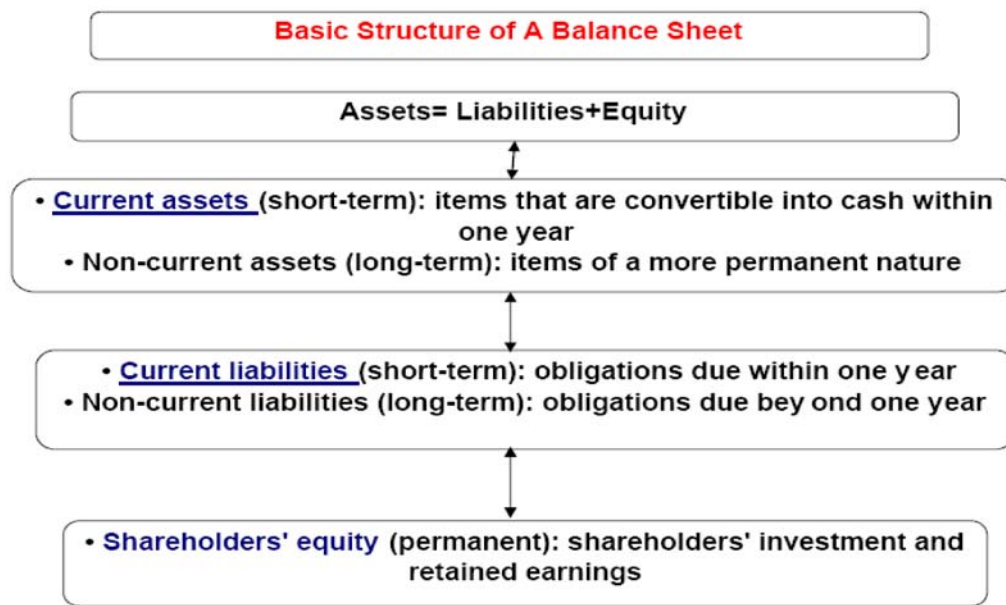 Basic Structure of A Balance Sheet
Assets= Liabilities+Equity
• Current assets (short-term): items that are convertible into cash within
one year
• Non-current assets (long-term): items of a more permanent nature
• Current liabilities (short-term): obligations due within one y ear
• Non-current liabilities (long-term): obligations due bey ond one year
• Shareholders' equity (permanent): shareholders' investment and
retained earnings